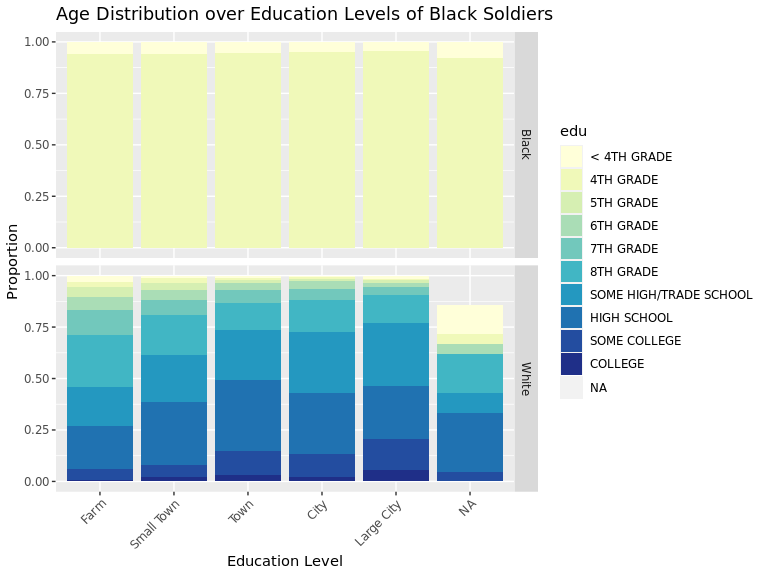 Age Distribution over Education Levels of Black Soldiers
1.00
0.75
0.50
0.25
0.00
Black
1.00
0.75
0.50
0.25
0.00
White
Proportion
Farm
Small Town
Town
City
Large City
NA
Education Level
edu
< 4TH GRADE
4TH GRADE
5TH GRADE
6TH GRADE
7TH GRADE
8TH GRADE
SOME HIGH/TRADE SCHOOL
HIGH SCHOOL
SOME COLLEGE
COLLEGE
NA